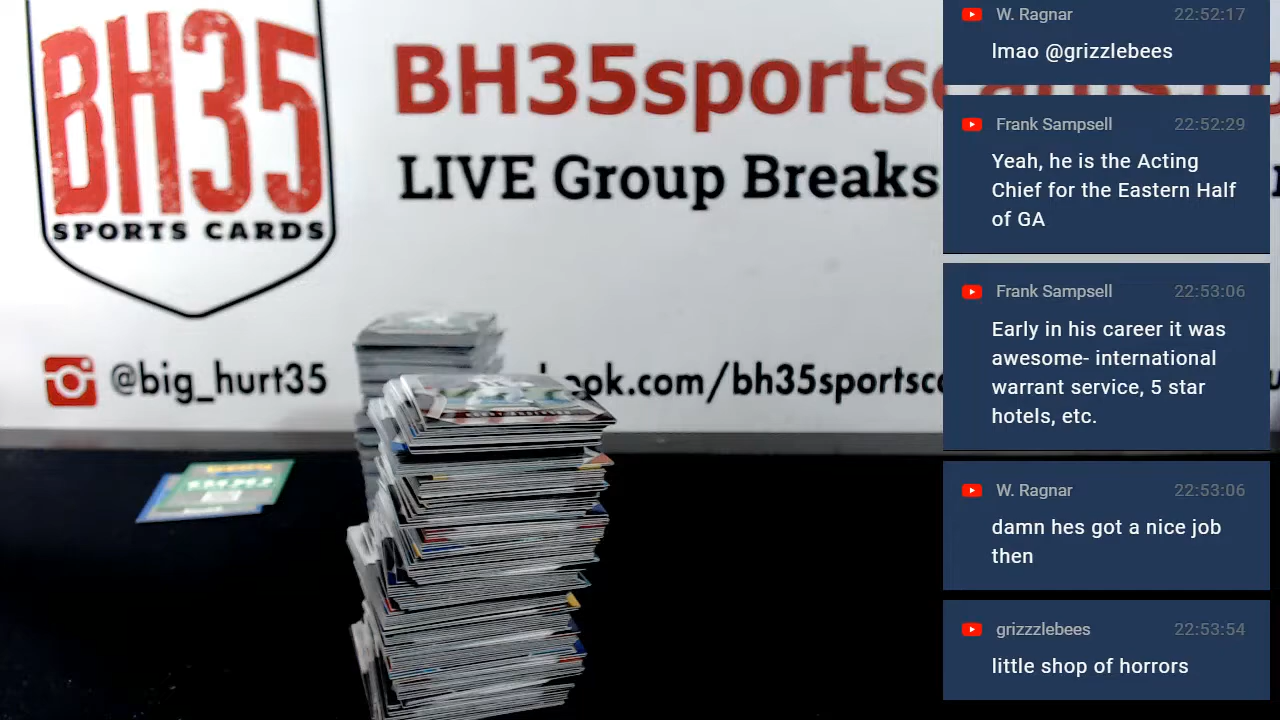 BH35
SPORTS CARDS
BH35sports
LIVE Group Breaks
@big_hurt35
ook.com/bh35sportsc
W. Ragnar 22:52:17
lmao @grizzlebees
Frank Sampsell 22:52:29
Yeah, he is the Acting
Chief for the Eastern Half
of GA
Frank Sampsell 22:53:06
Early in his career it was
awesome- international
warrant service, 5 star
hotels, etc.
W. Ragnar 22:53:06
damn hes got a nice job
then
grizzzlebees 22:53:54
little shop of horrors